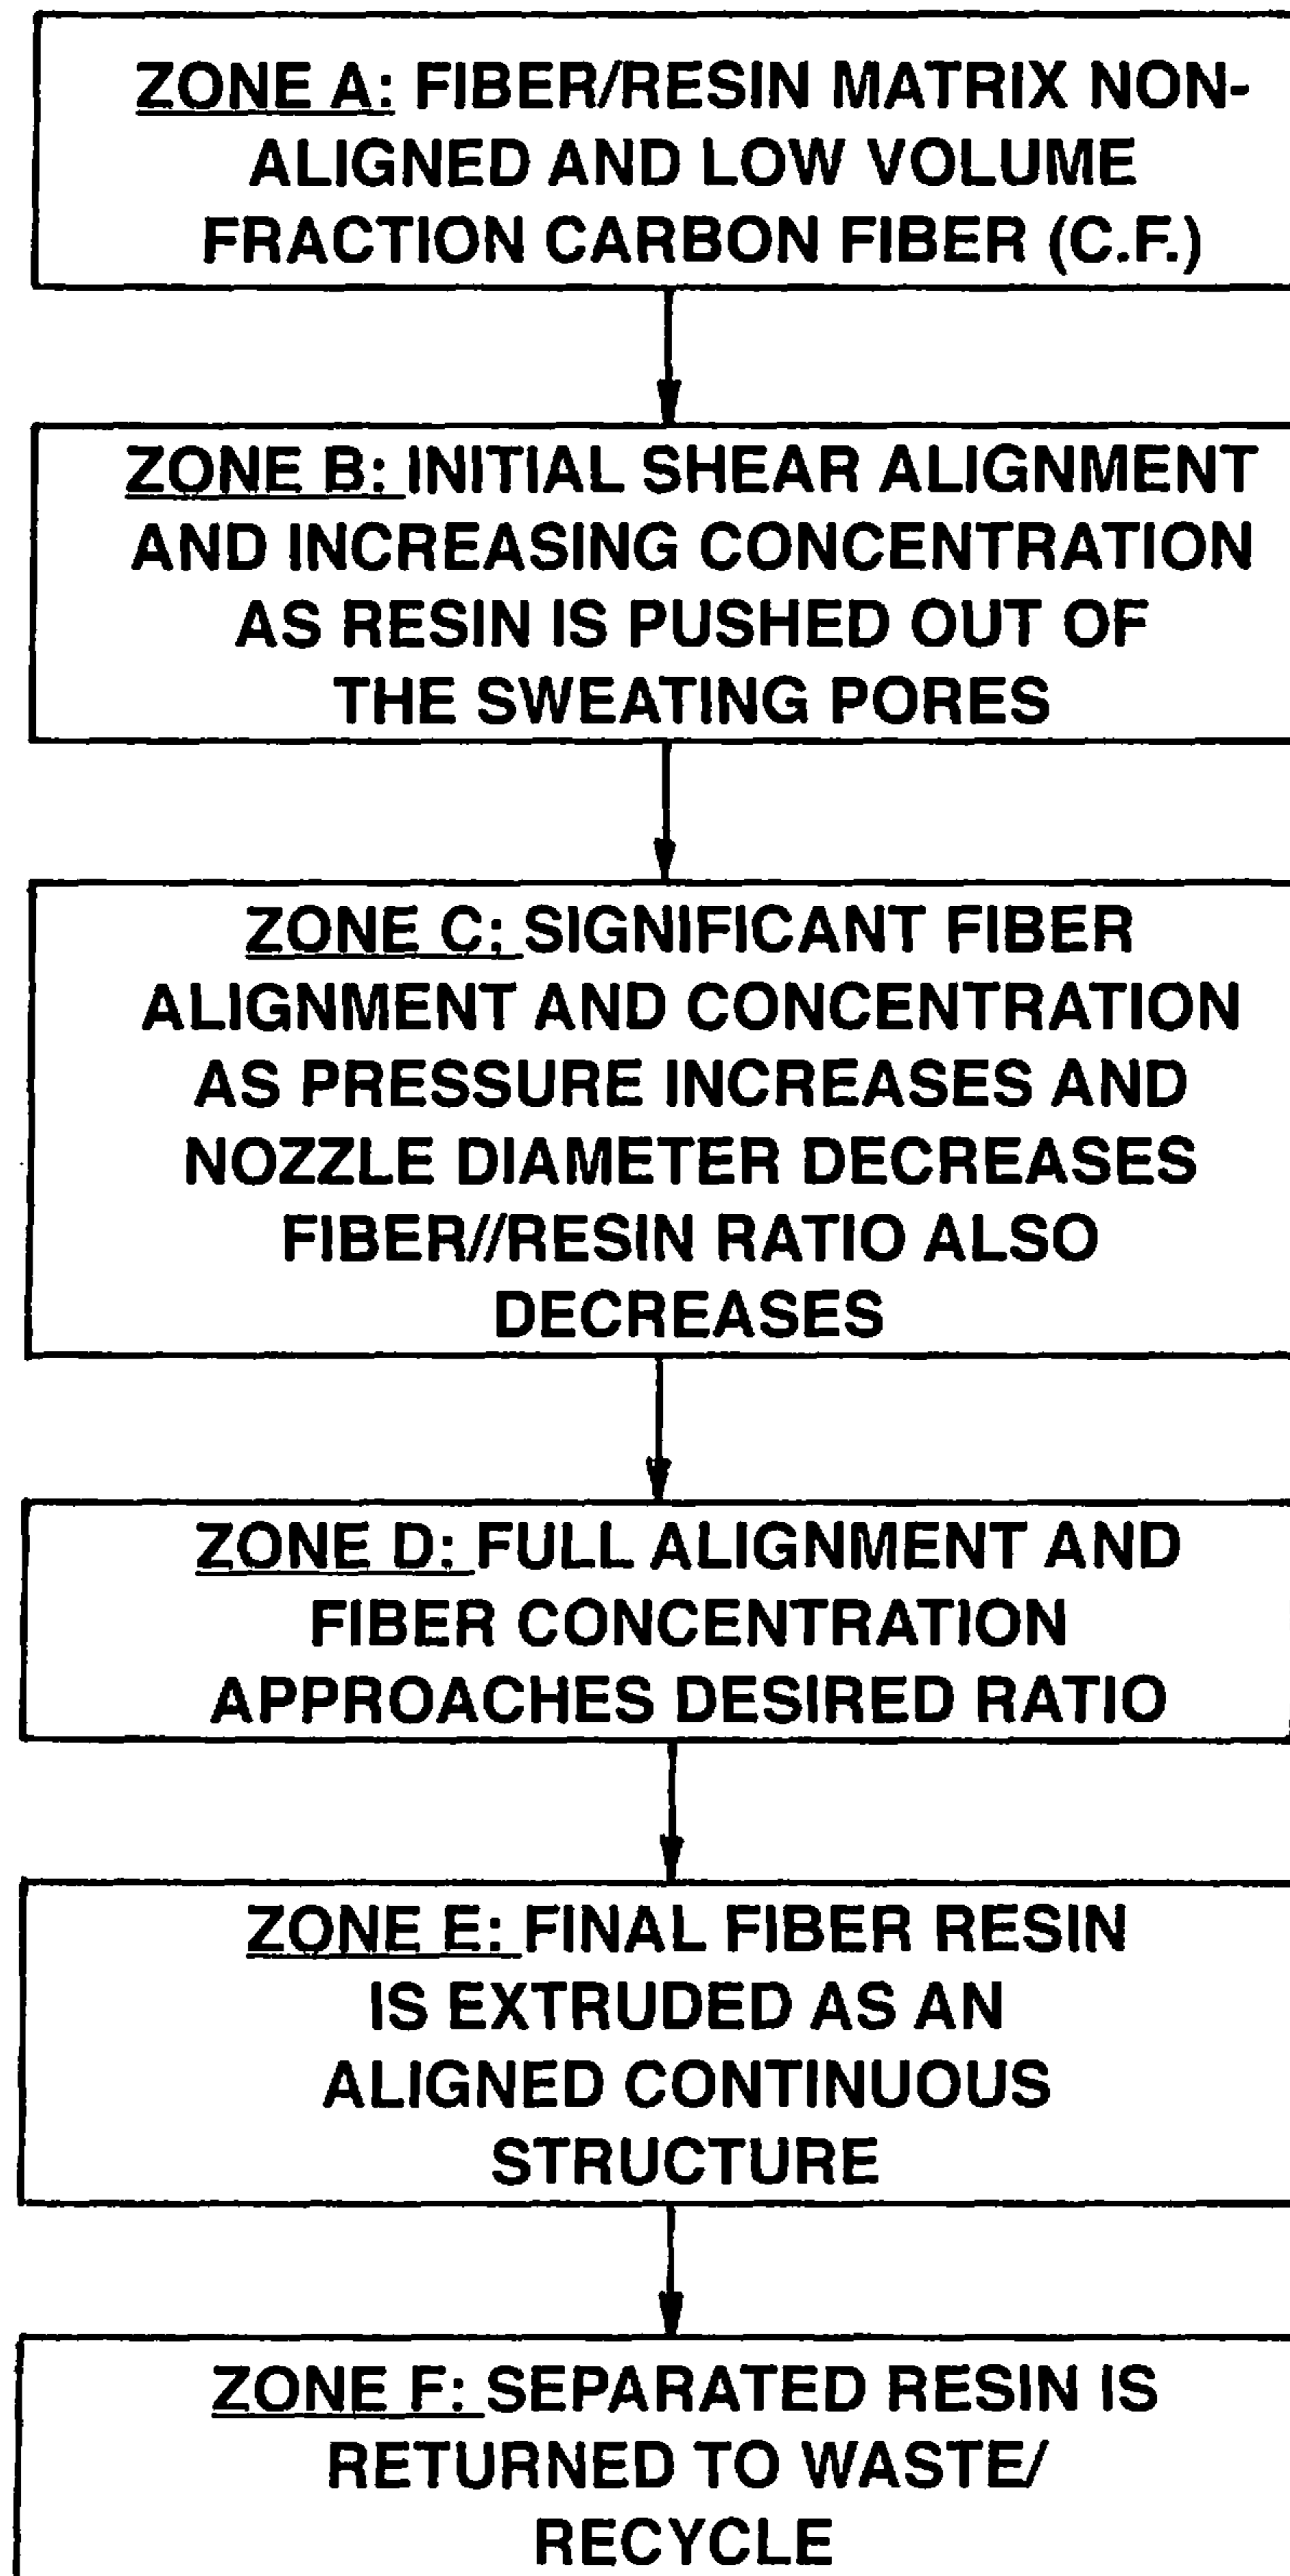 ZONE A: FIBER/RESIN MATRIX NON-
ALIGNED AND LOW VOLUME
FRACTION CARBON FIBER (C.F.)
ZONE B: INITIAL SHEAR ALIGNMENT
AND INCREASING CONCENTRATION
AS RESIN IS PUSHED OUT OF
THE SWEATING PORES
ZONE C: SIGNIFICANT FIBER
ALIGNMENT AND CONCENTRATION
AS PRESSURE INCREASES AND
NOZZLE DIAMETER DECREASES
FIBER//RESIN RATIO ALSO
DECREASES
ZONE D: FULL ALIGNMENT AND
FIBER CONCENTRATION
APPROACHES DESIRED RATIO
ZONE E: FINAL FIBER RESIN
IS EXTRUDED AS AN
ALIGNED CONTINUOUS
STRUCTURE
ZONE F: SEPARATED RESIN IS
RETURNED TO WASTE/
RECYCLE